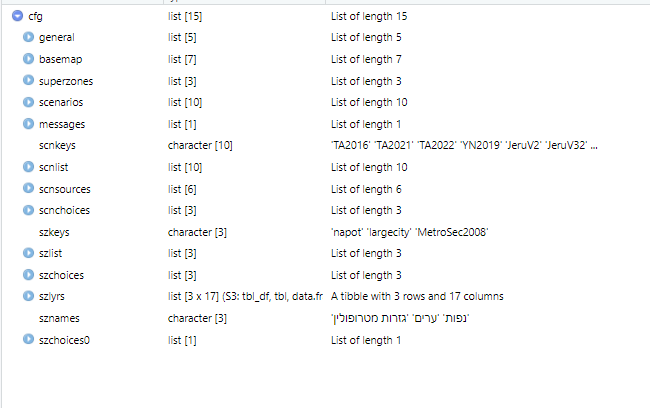 cfg list [15] List of length 15
general list [5] List of length 5
basemap list [7] List of length 7
superzones list [3] List of length 3
scenarios list [10] List of length 10
messages list [1] List of length 1
scnkeys character [10] 'TA2016' 'TA2021' 'TA2022' 'YN2019' 'JeruV2' 'JeruV32' ...
scnlist list [10] List of length 10
scnsources list [6] List of length 6
scnchoices list [3] List of length 3
szkeys character [3] 'napot' 'largecity' 'MetroSec2008'
szlist list [3] List of length 3
szchoices list [3] List of length 3
szlyrs list [3 x 17] (S3: tbl_df, tbl, data.fr A tibble with 3 rows and 17 columns
sznames character [3] 'נפות' 'ערים' 'גזרות מטרופולין'
szchoices0 list [1] List of length 1